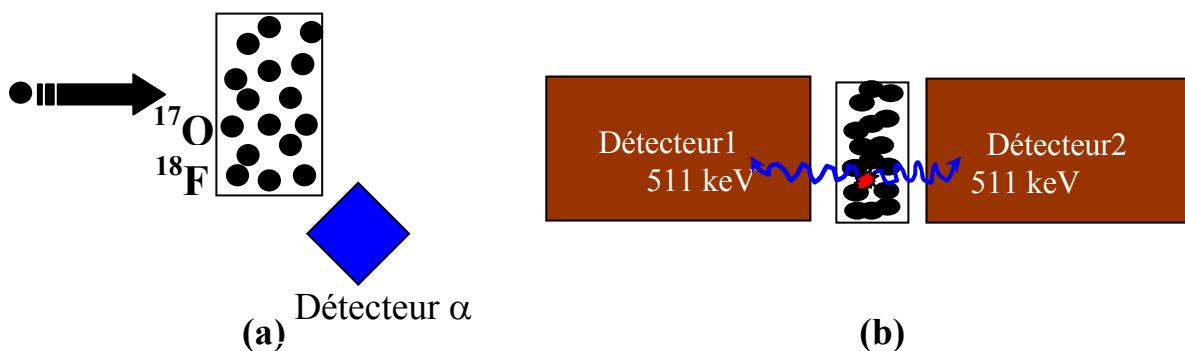 ¹⁷O
¹⁸F
Détecteur α
(a)
Détecteur1
511 keV
Détecteur2
511 keV
(b)